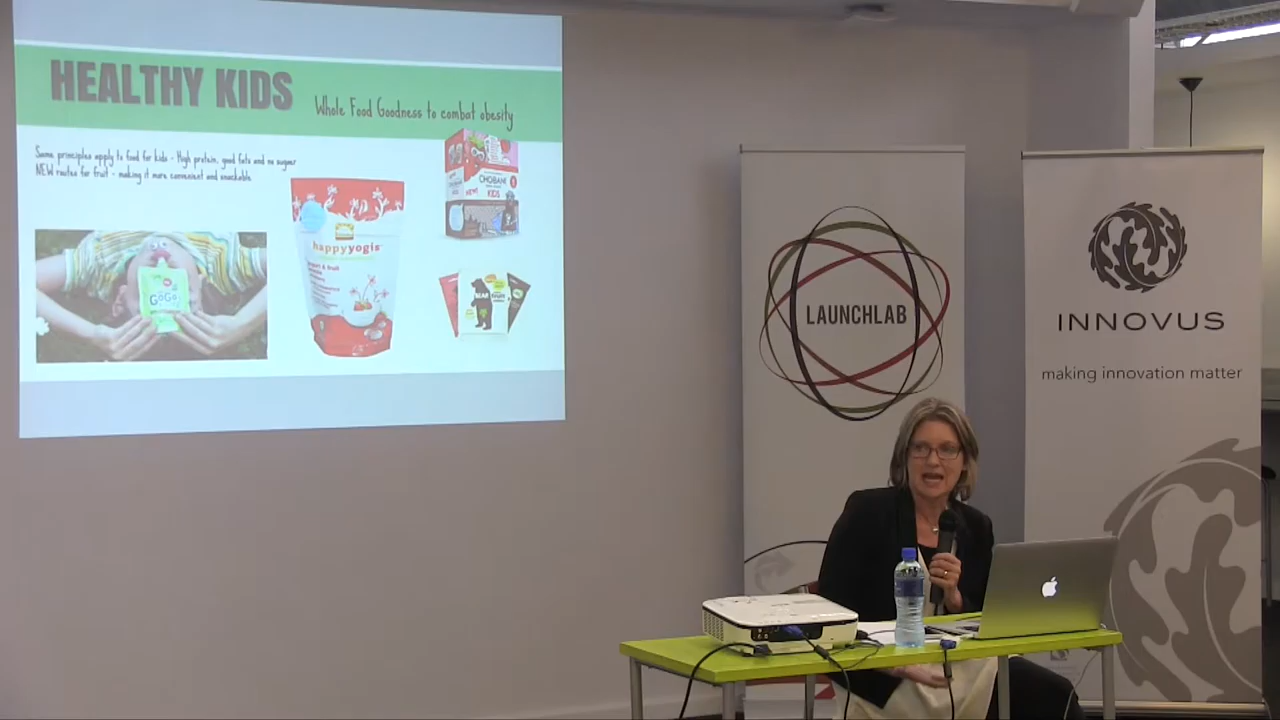 HEALTHY KIDS
Whole Food Goodness to combat obesity
Same principles apply to food for kids - High protein, good fats and no sugar
NEW routes for fruit - making it more convenient and snackable
GoGo
happyyogis
CHOBANI
KIDS
BEAR
LAUNCHLAB
INNOVUS
making innovation matter